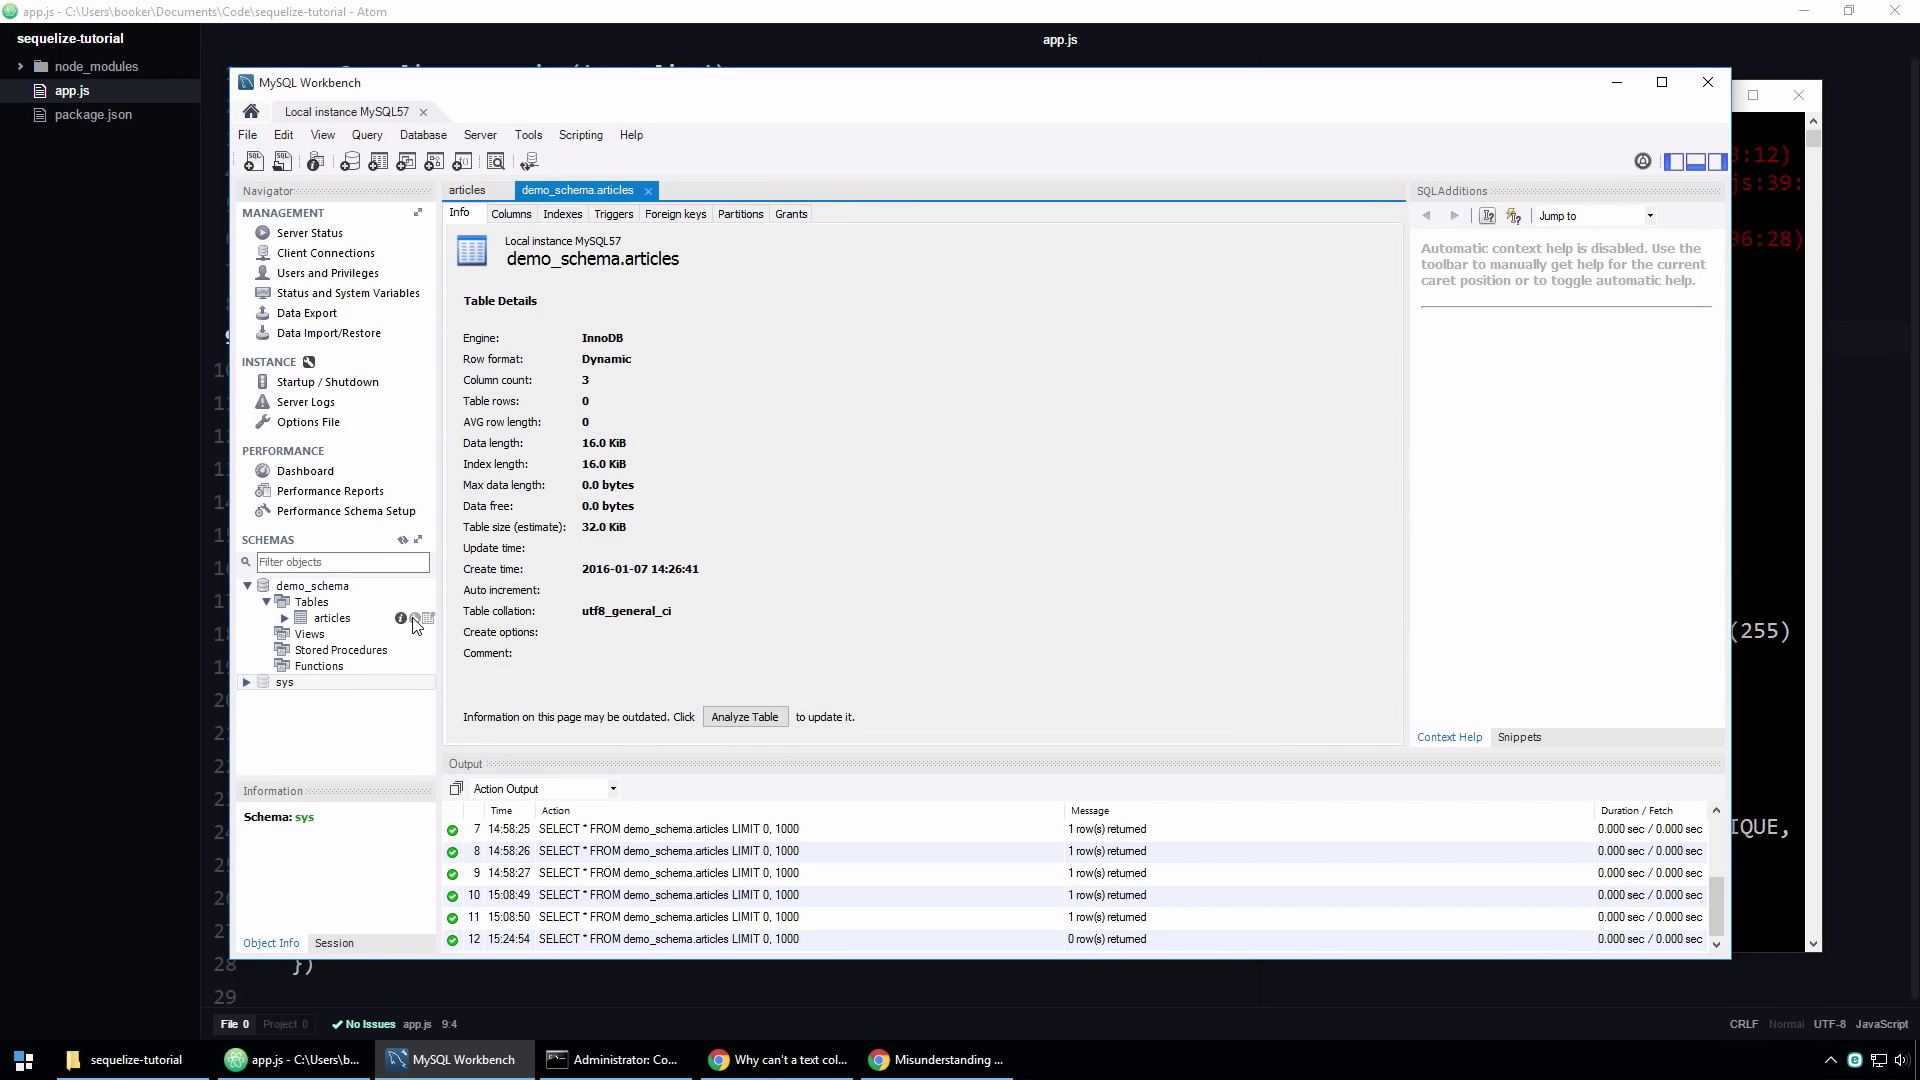 app.js - C:\Users\booker\Documents\Code\sequelize-tutorial - Atom
sequelize-tutorial
node_modules
app.js
package.json
app.js
MySQL Workbench
Local instance MySQL57
File Edit View Query Database Server Tools Scripting Help
Navigator
MANAGEMENT
Server Status
Client Connections
Users and Privileges
Status and System Variables
Data Export
Data Import/Restore
INSTANCE
Startup / Shutdown
Server Logs
Options File
PERFORMANCE
Dashboard
Performance Reports
Performance Schema Setup
SCHEMAS
Filter objects
demo_schema
Tables
articles
Views
Stored Procedures
Functions
sys
Information
Schema: sys
Object Info Session
articles demo_schema.articles
Info Columns Indexes Triggers Foreign keys Partitions Grants
Local instance MySQL57
demo_schema.articles
Table Details
Engine: InnoDB
Row format: Dynamic
Column count: 3
Table rows: 0
AVG row length: 0
Data length: 16.0 KiB
Index length: 16.0 KiB
Max data length: 0.0 bytes
Data free: 0.0 bytes
Table size (estimate): 32.0 KiB
Update time:
Create time: 2016-01-07 14:26:41
Auto increment:
Table collation: utf8_general_ci
Create options:
Comment:
Information on this page may be outdated. Click Analyze Table to update it.
SQLAdditions
Jump to
Automatic context help is disabled. Use the
toolbar to manually get help for the current
caret position or to toggle automatic help.
Context Help Snippets
Output
Action Output
Time Action Message Duration / Fetch
7 14:58:25 SELECT * FROM demo_schema.articles LIMIT 0, 1000 1 row(s) returned 0.000 sec / 0.000 sec
8 14:58:26 SELECT * FROM demo_schema.articles LIMIT 0, 1000 1 row(s) returned 0.000 sec / 0.000 sec
9 14:58:27 SELECT * FROM demo_schema.articles LIMIT 0, 1000 1 row(s) returned 0.000 sec / 0.000 sec
10 15:08:49 SELECT * FROM demo_schema.articles LIMIT 0, 1000 1 row(s) returned 0.000 sec / 0.000 sec
11 15:08:50 SELECT * FROM demo_schema.articles LIMIT 0, 1000 1 row(s) returned 0.000 sec / 0.000 sec
12 15:24:54 SELECT * FROM demo_schema.articles LIMIT 0, 1000 0 row(s) returned 0.000 sec / 0.000 sec
:12)
js:39:
96:28)
(255)
IQUE,
28 })
29
File 0 Project 0 No Issues app.js 9:4 CRLF Normal UTF-8 JavaScript
sequelize-tutorial app.js - C:\Users\b... MySQL Workbench Administrator: Co... Why can't a text col... Misunderstanding ...